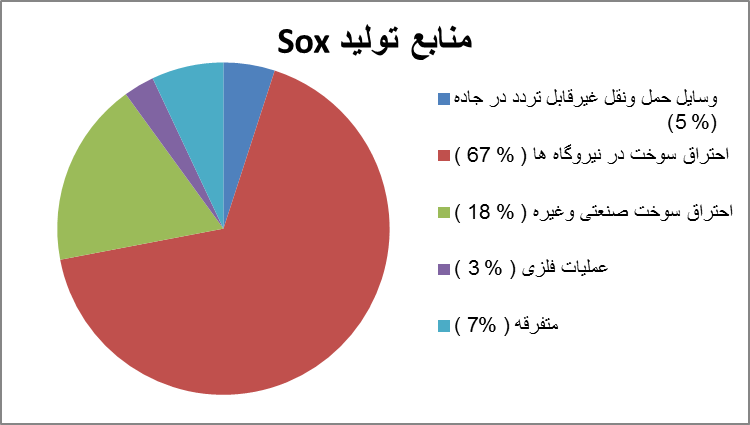 منابع تولید Sox
وسایل حمل ونقل غیرقابل تردد در جاده
(5 %)
احتراق سوخت در نیروگاه ها ( % 67 )
احتراق سوخت صنعتی وغیره ( % 18 )
عملیات فلزی ( % 3 )
متفرقه ( %7 )